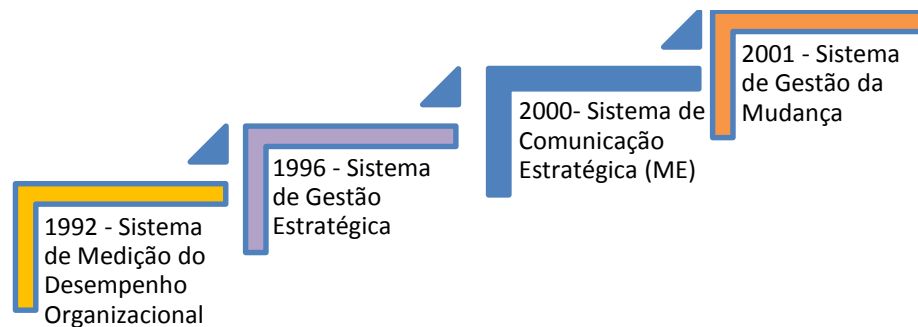 1992 - Sistema
de Medição do
Desempenho
Organizacional
1996 - Sistema
de Gestão
Estratégica
2000- Sistema de
Comunicação
Estratégica (ME)
2001 - Sistema
de Gestão da
Mudança